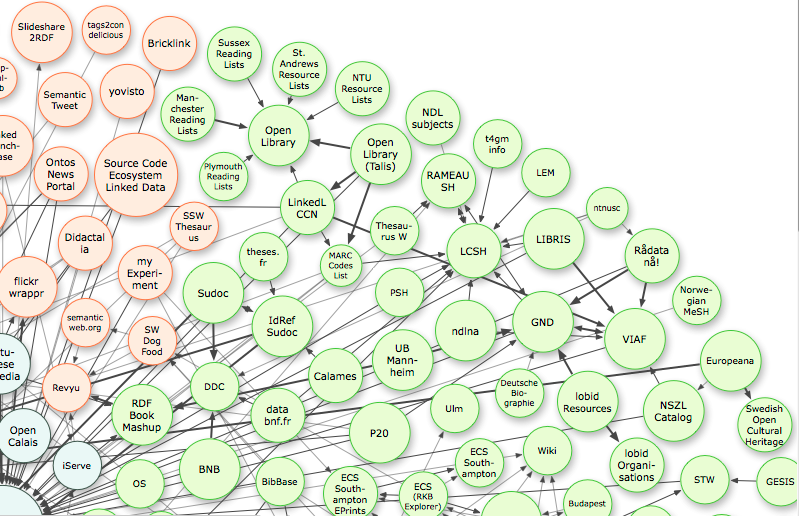 Slideshare
2RDF
tags2con
delicious
Bricklink
Sussex
Reading
Lists
St.
Andrews
Resource
Lists
NTU
Resource
Lists
Semantic
Tweet
yovisto
Man-
chester
Reading
Lists
Open
Library
NDL
subjects
t4gm
info
Open
Library
(Talis)
Ontos
News
Portal
Source Code
Ecosystem
Linked Data
Plymouth
Reading
Lists
RAMEAU
SH
LEM
LinkedL
CCN
SSW
Thesaur
us
Thesau-
rus W
ntnusc
LIBRIS
LCSH
Didactal
ia
theses.
fr
MARC
Codes
List
Rådata
nå!
my
Experi-
ment
flickr
wrappr
Sudoc
PSH
Norwe-
gian
MeSH
semantic
web.org
SW
Dog
Food
IdRef
Sudoc
ndlna
GND
VIAF
UB
Mann-
heim
Europeana
Calames
Revyu
DDC
Deutsche
Bio-
graphie
lobid
Resources
RDF
Book
Mashup
data
bnf.fr
Ulm
NSZL
Catalog
Swedish
Open
Cultural
Heritage
Open
Calais
P20
Wiki
iServe
BNB
ECS
South-
ampton
lobid
Organi-
sations
OS
BibBase
ECS
South-
ampton
EPrints
ECS
(RKB
Explorer)
STW
GESIS
Budapest